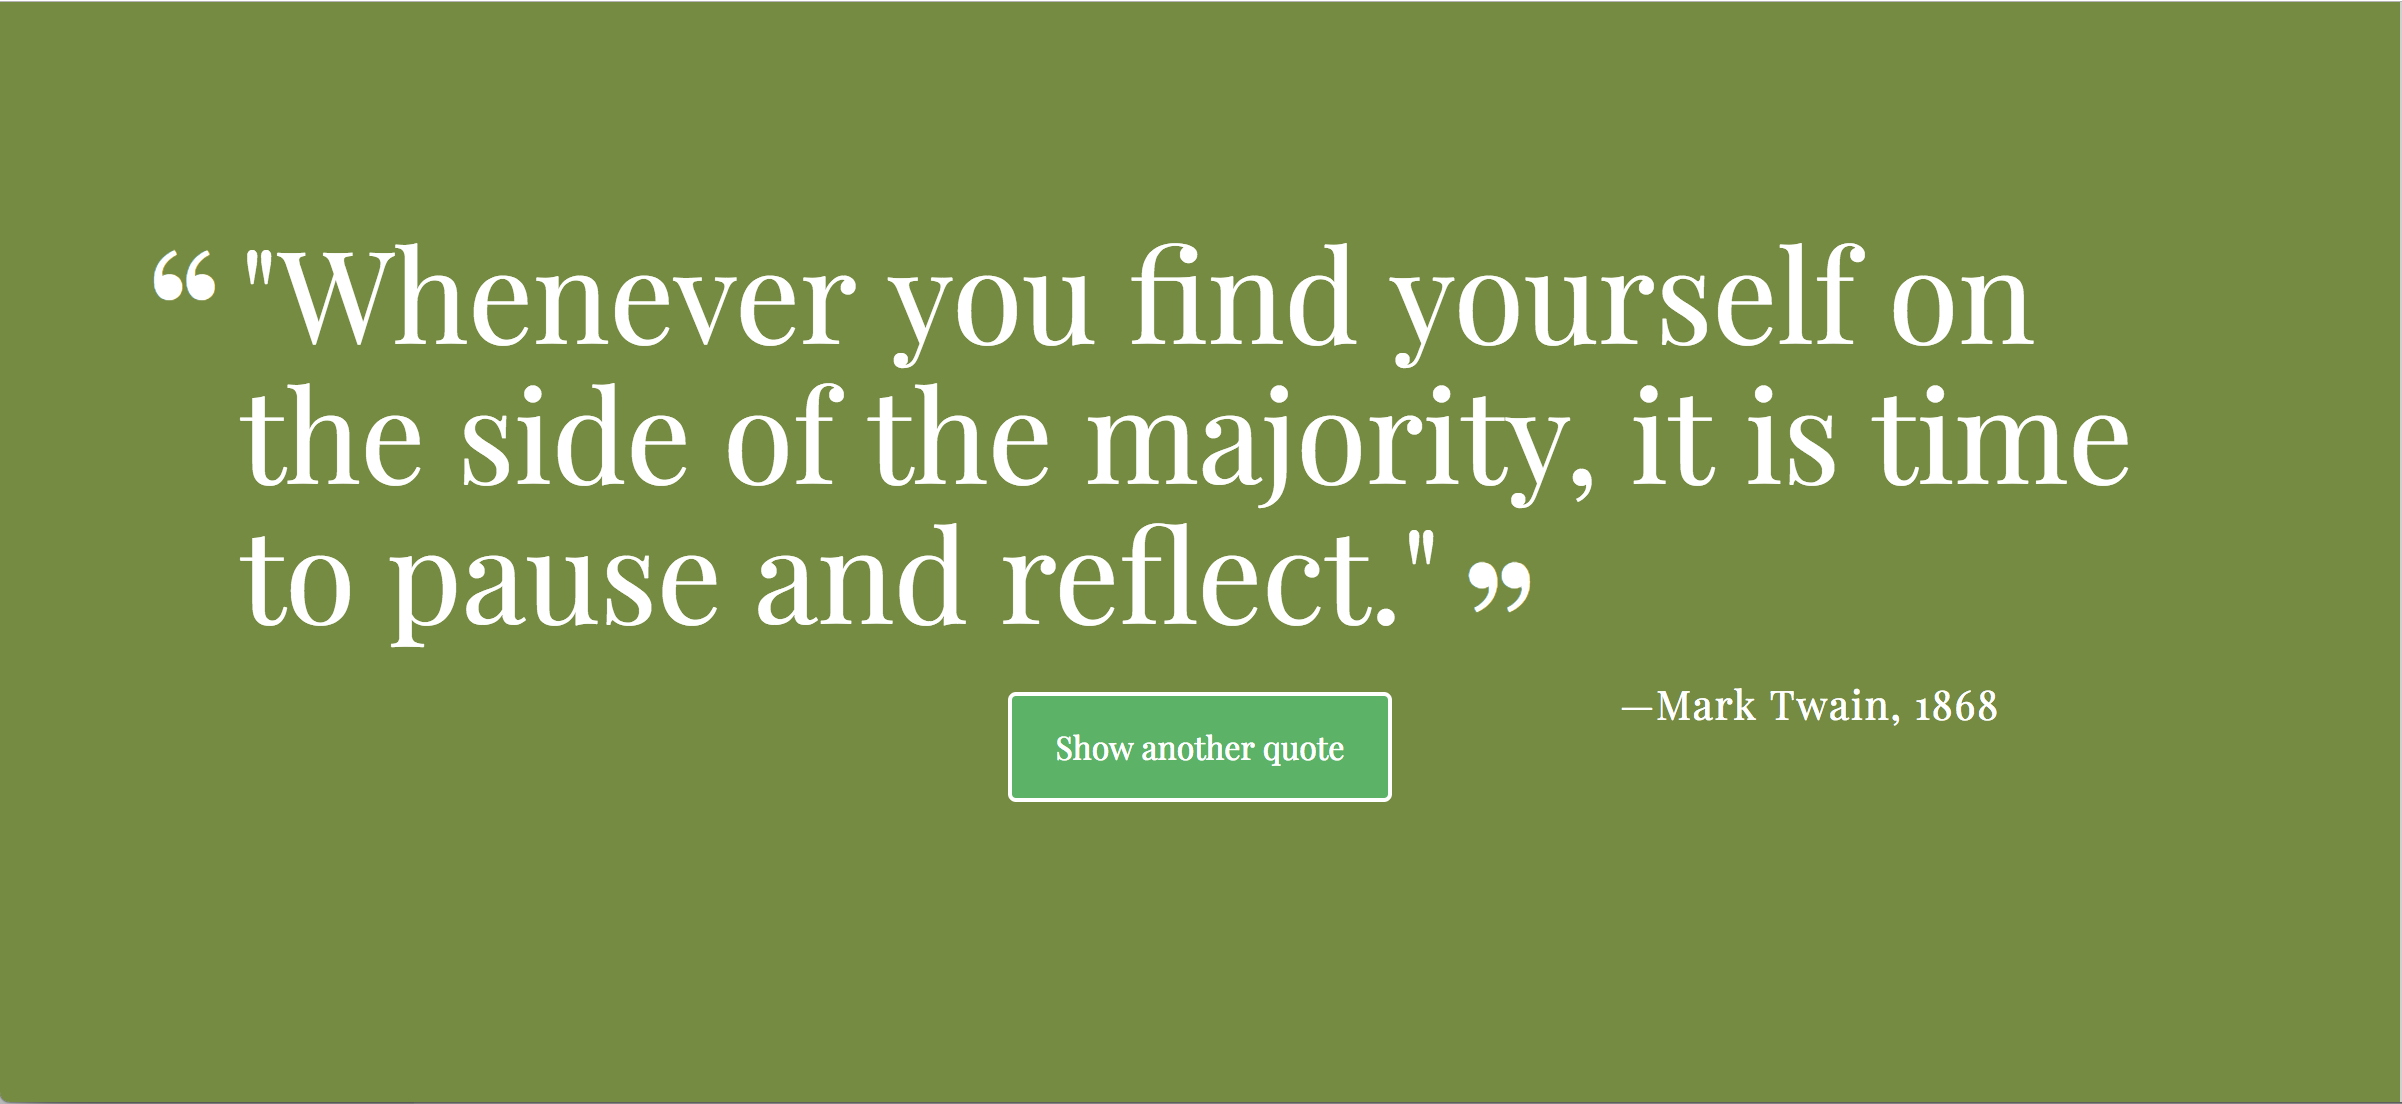 “ "Whenever you find yourself on
the side of the majority, it is time
to pause and reflect." ”
—Mark Twain, 1868
Show another quote